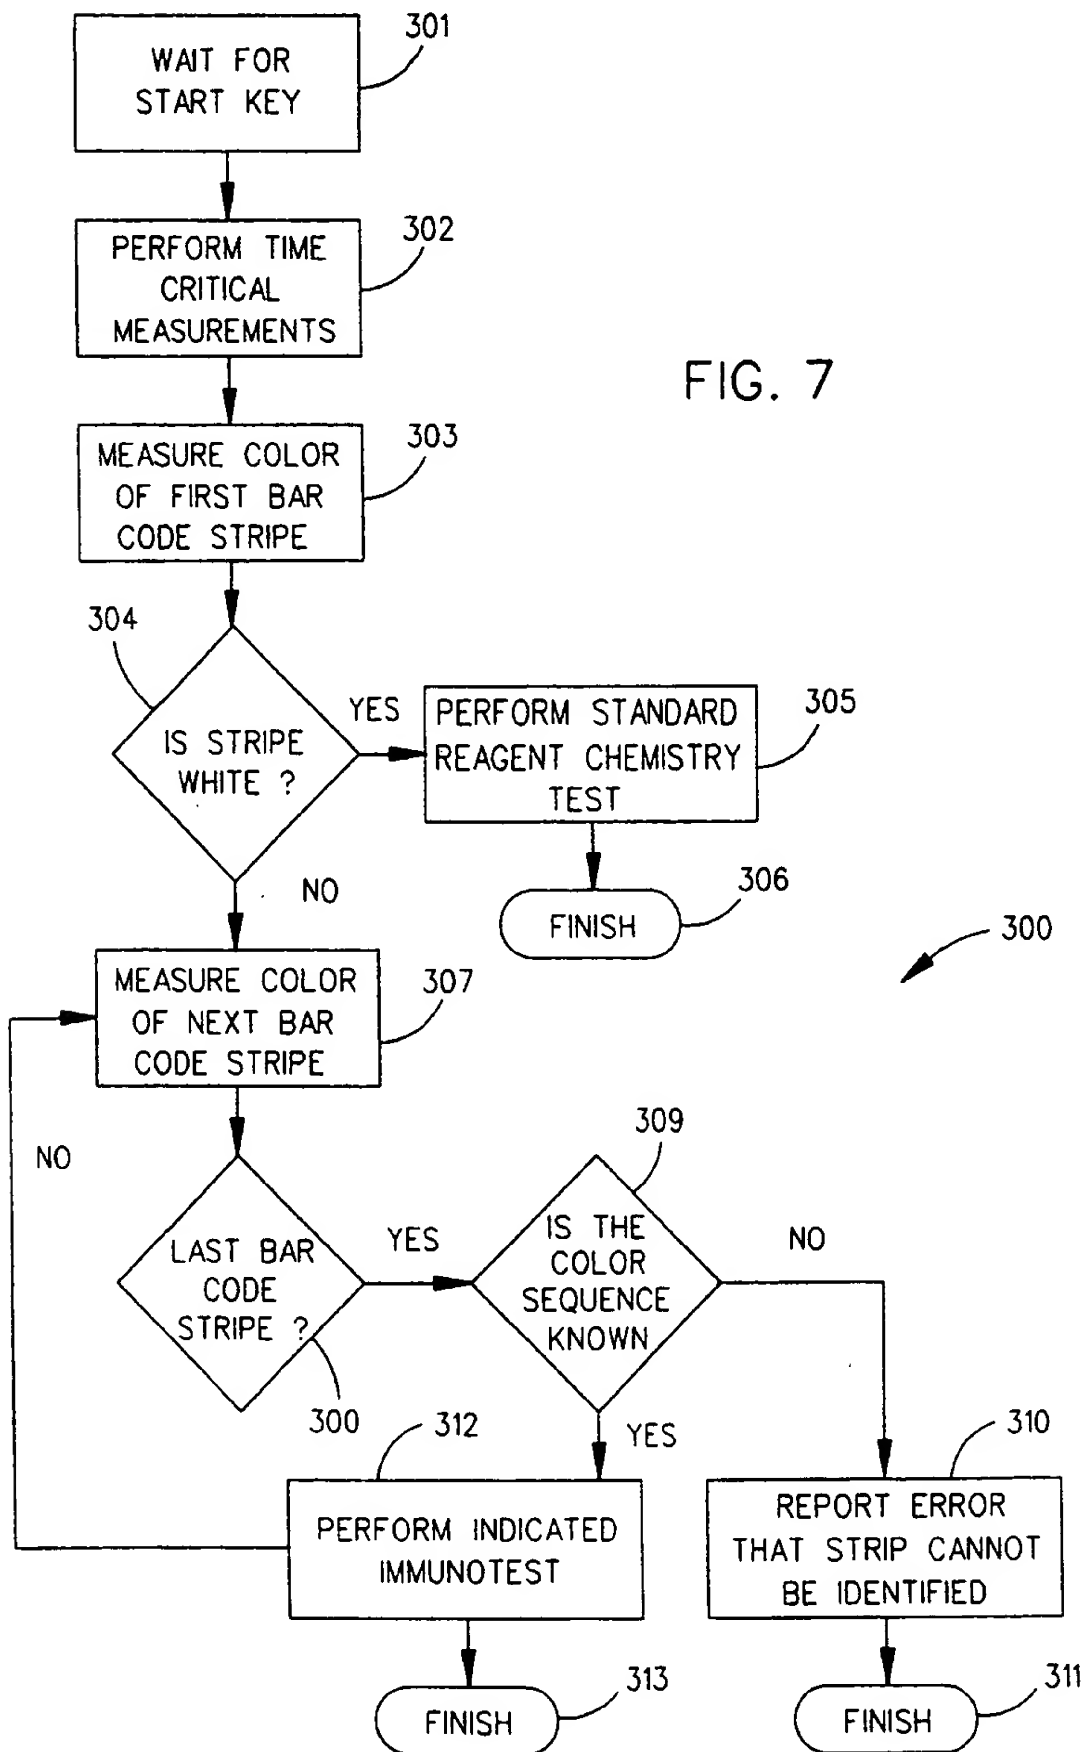 301
WAIT FOR
START KEY
302
PERFORM TIME
CRITICAL
MEASUREMENTS
FIG. 7
303
MEASURE COLOR
OF FIRST BAR
CODE STRIPE
304
IS STRIPE
WHITE ?
YES
305
PERFORM STANDARD
REAGENT CHEMISTRY
TEST
NO
306
FINISH
300
307
MEASURE COLOR
OF NEXT BAR
CODE STRIPE
NO
LAST BAR
CODE
STRIPE ?
300
YES
309
IS THE
COLOR
SEQUENCE
KNOWN
NO
YES
312
PERFORM INDICATED
IMMUNOTEST
310
REPORT ERROR
THAT STRIP CANNOT
BE IDENTIFIED
313
FINISH
311
FINISH